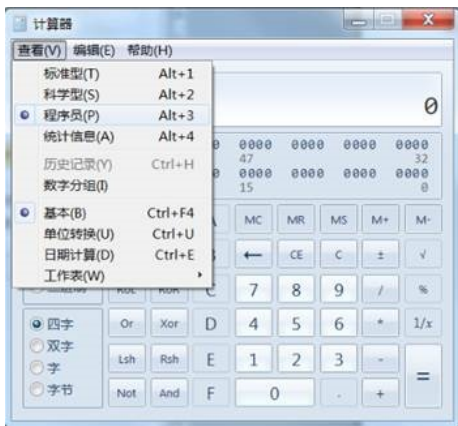 计算器
查看(V) 编辑(E) 帮助(H)
标准型(T) Alt+1
科学型(S) Alt+2
程序员(P) Alt+3
统计信息(A) Alt+4
历史记录(Y) Ctrl+H
数字分组(I)
基本(B) Ctrl+F4
单位转换(U) Ctrl+U
日期计算(D) Ctrl+E
工作表(W)
0
0000 0000 0000 0000
47 32
0000 0000 0000 0000
15 0
MC MR MS M+ M-
← CE C ± √
C 7 8 9 / %
四字 Or Xor D 4 5 6 * 1/x
双字
字 Lsh Rsh E 1 2 3 - =
字节 Not And F 0 . +